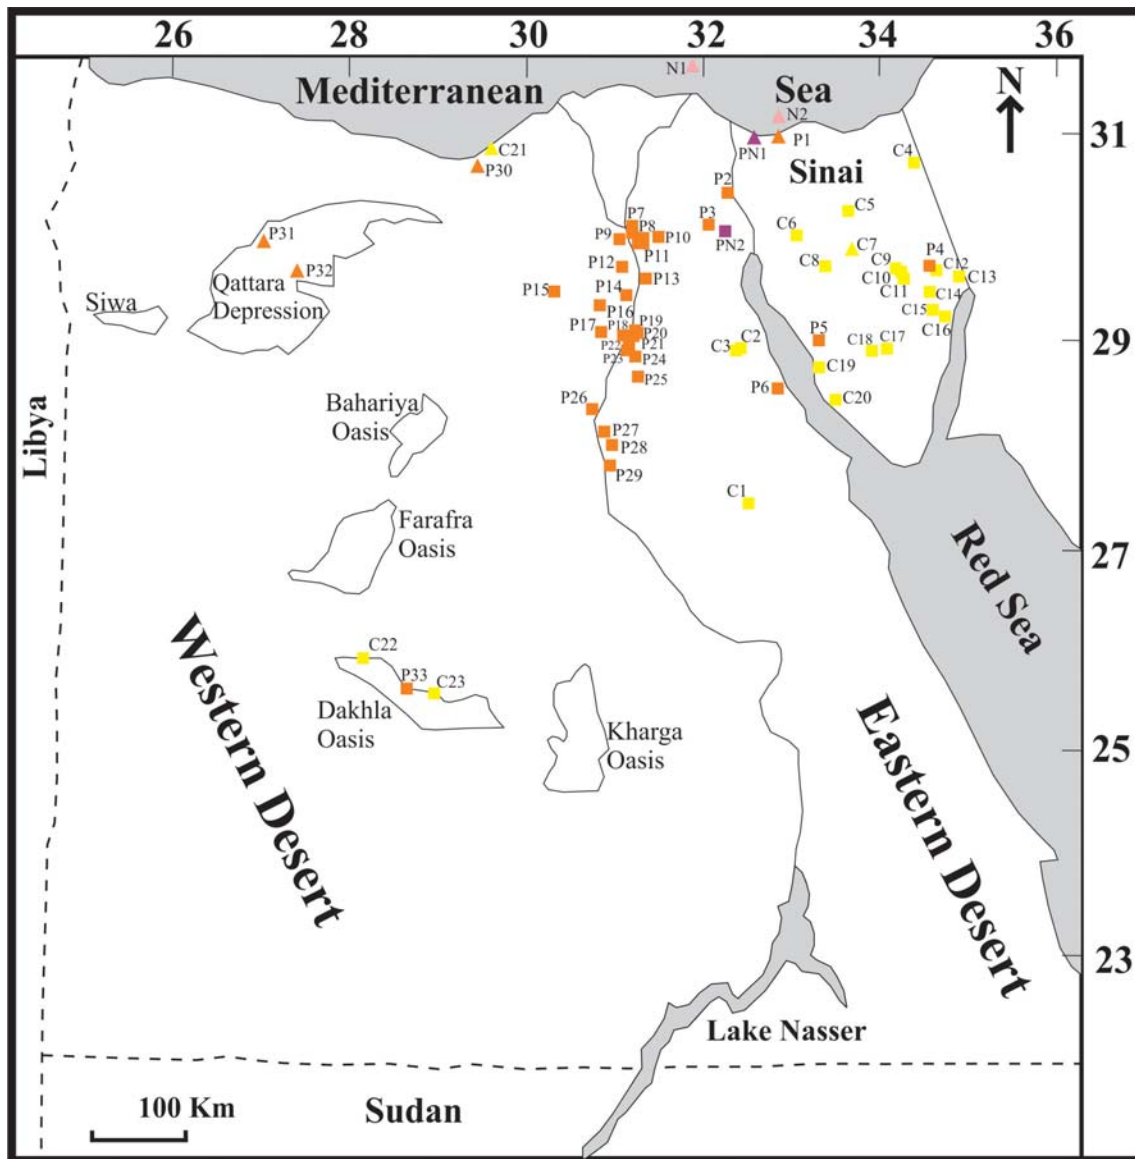 26 28 30 32 34 36
N1
Mediterranean Sea
N
N2
PN1 P1
31
C21
P30
Sinai
C4
P2
C5
P7
P8
P3
C6
P9
P10
PN2
P31
P11
C7
P4
C12
P12
C8
C9
C13
P32
Qattara
Depression
P13
C10
C11
C14
Siwa
P15
P14
P16
C15
C16
P17
P18
P19
P20
P21
P22
P23
P24
C3
C2
P5
C18
C17
29
P25
C19
P6
C20
Bahariya
Oasis
P26
P27
P28
P29
Libya
C1
Farafra
Oasis
Red Sea
27
Western Desert
C22
P33
C23
Dakhla
Oasis
Kharga
Oasis
Eastern Desert
25
23
Lake Nasser
100 Km
Sudan